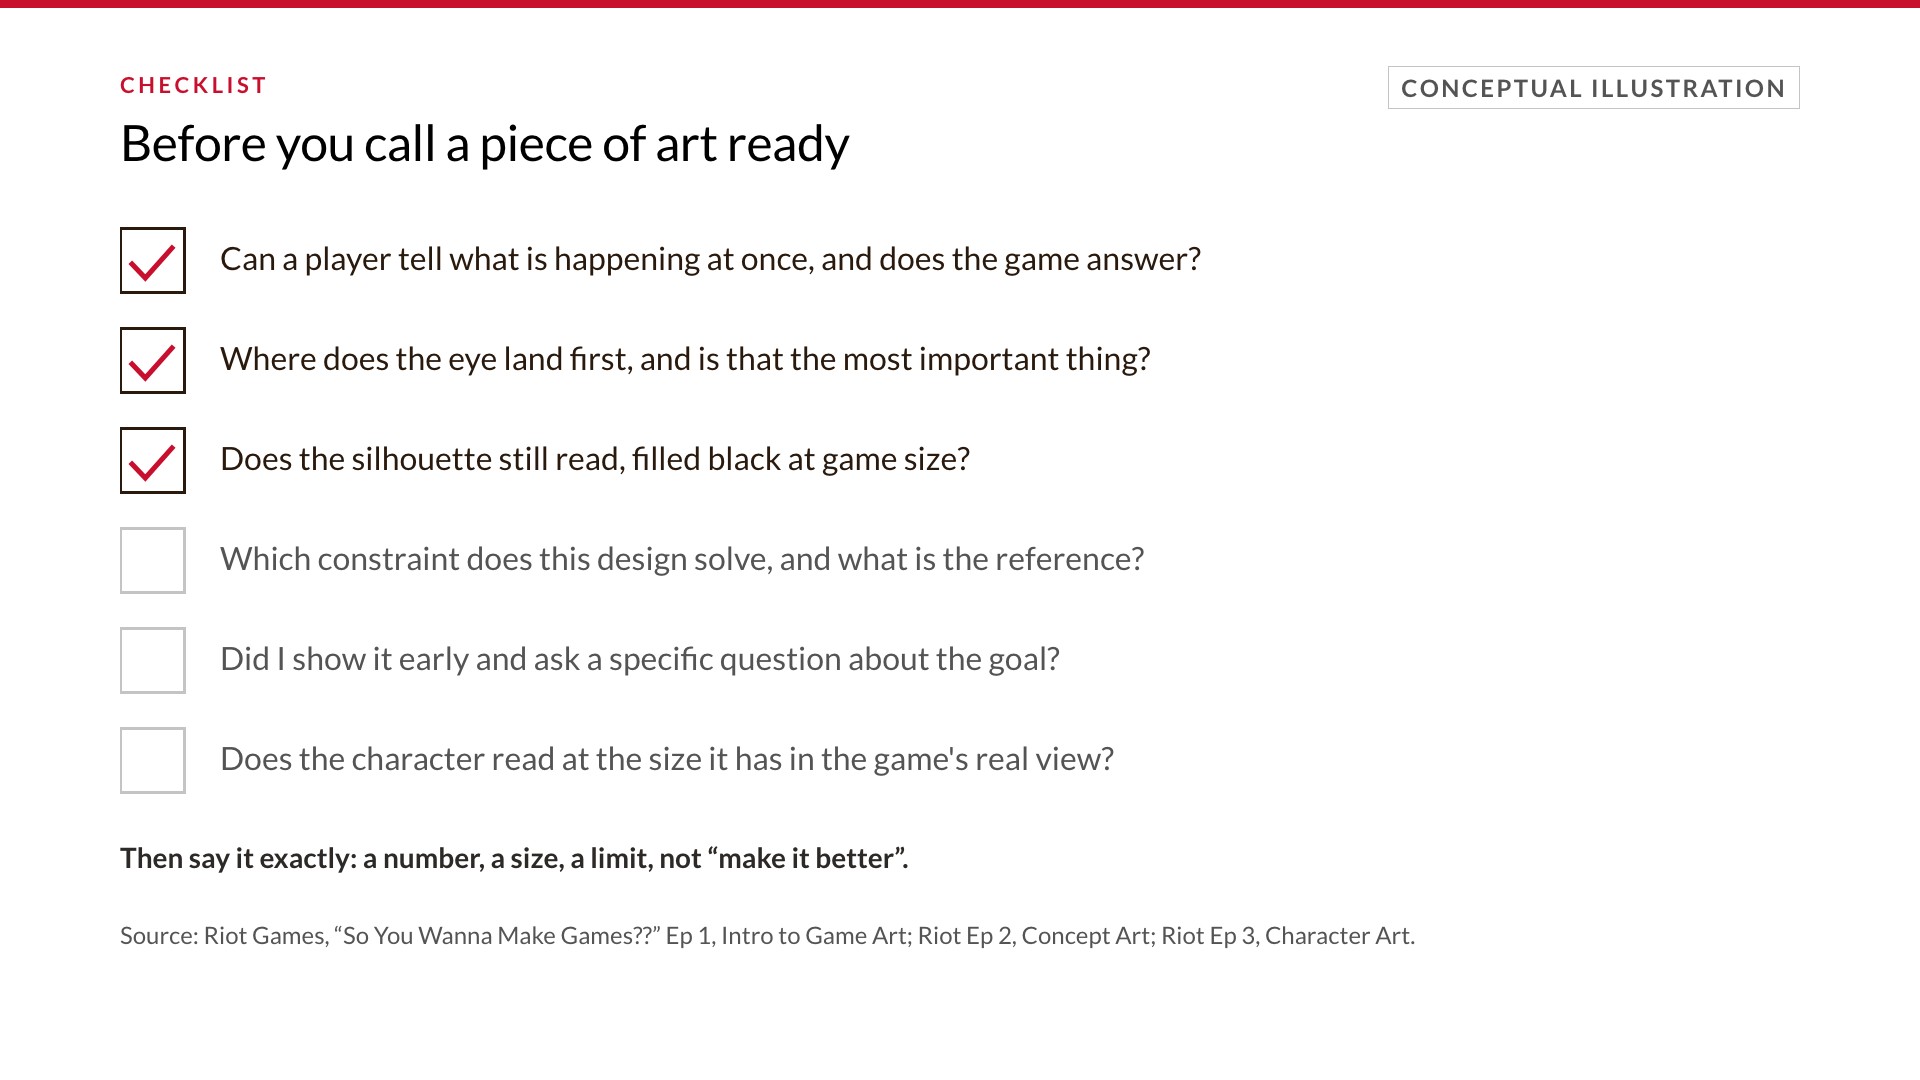 CHECKLIST
CONCEPTUAL ILLUSTRATION
Before you call a piece of art ready
Can a player tell what is happening at once, and does the game answer?
Where does the eye land first, and is that the most important thing?
Does the silhouette still read, filled black at game size?
Which constraint does this design solve, and what is the reference?
Did I show it early and ask a specific question about the goal?
Does the character read at the size it has in the game's real view?
Then say it exactly: a number, a size, a limit, not “make it better”.
Source: Riot Games, “So You Wanna Make Games??” Ep 1, Intro to Game Art; Riot Ep 2, Concept Art; Riot Ep 3, Character Art.